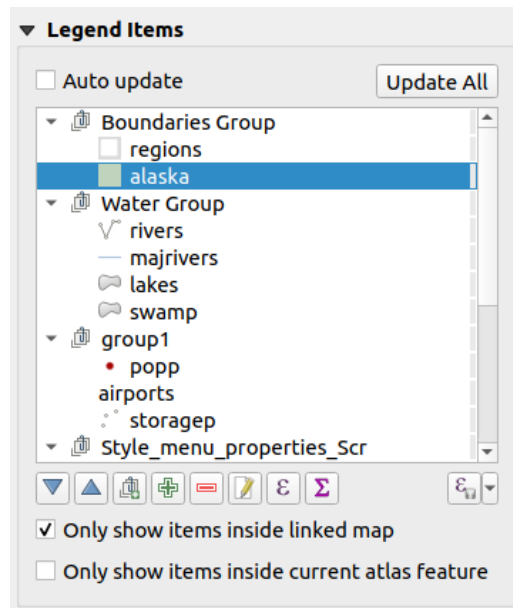 Legend Items
Auto update
Update All
Boundaries Group
regions
alaska
Water Group
rivers
majrivers
lakes
swamp
group1
popp
airports
storagep
Style_menu_properties_Scr
ε Σ ε
Only show items inside linked map
Only show items inside current atlas feature